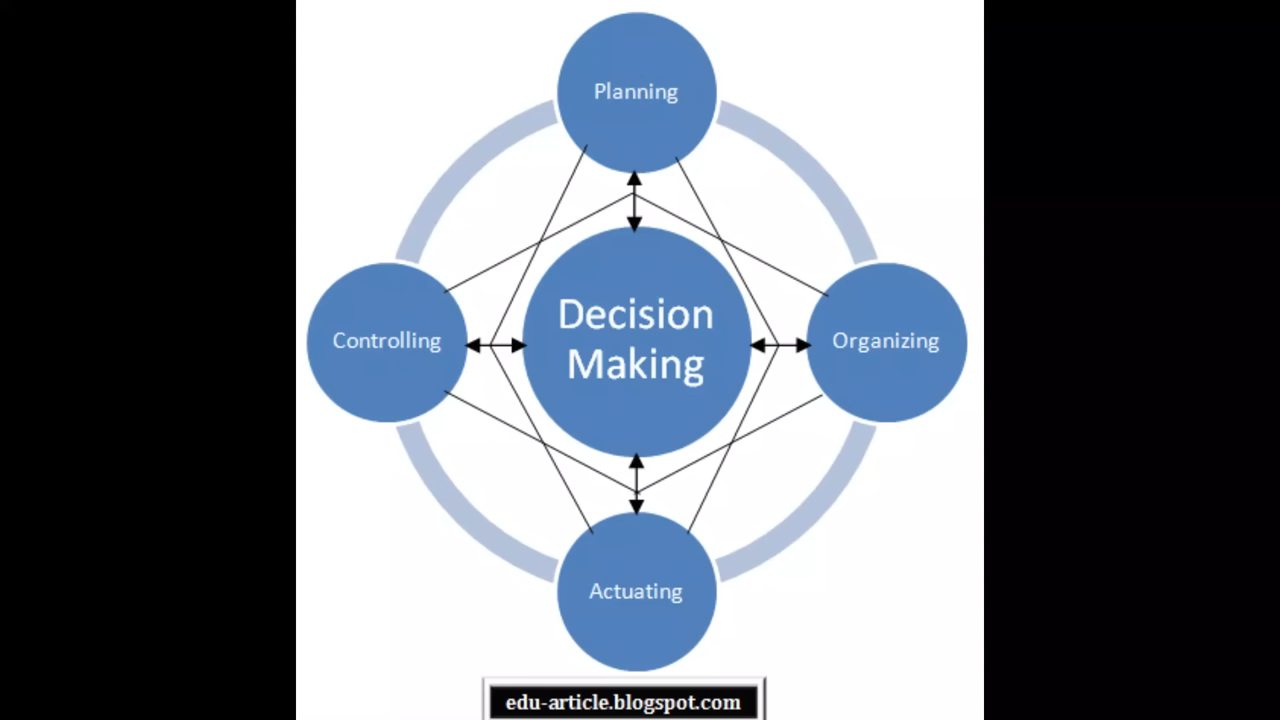 Planning
Decision
Making
Controlling
Organizing
Actuating
edu-article.blogspot.com